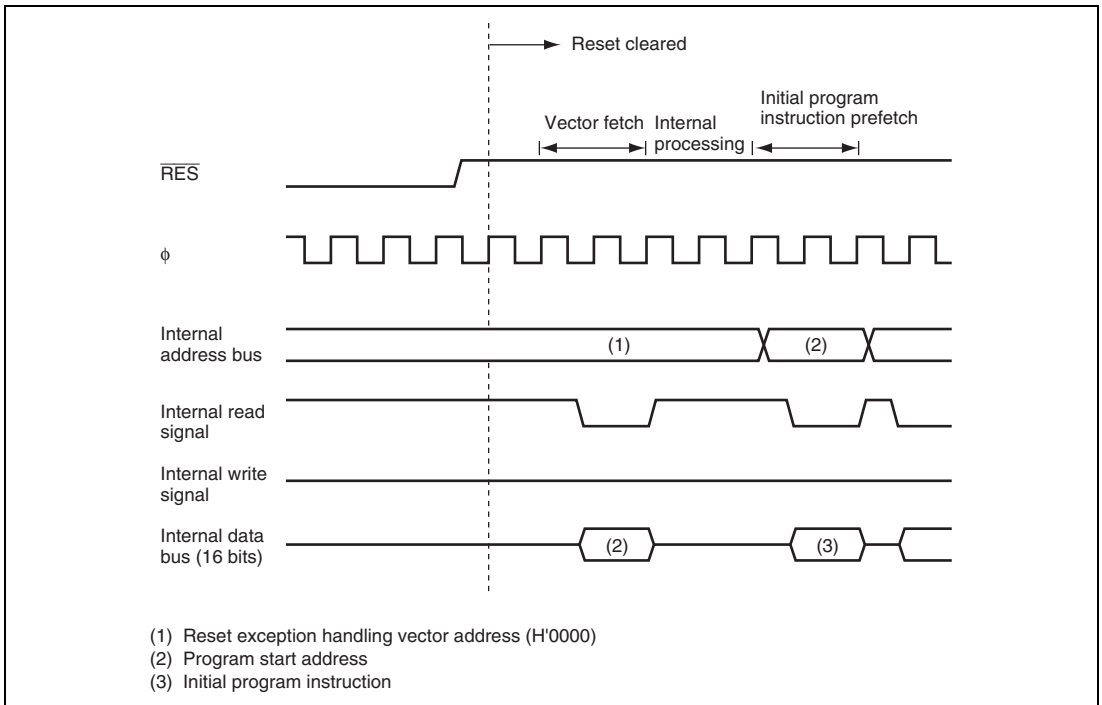 Reset cleared
Vector fetch
Internal
processing
Initial program
instruction prefetch
RES
φ
Internal
address bus
(1)
(2)
Internal read
signal
Internal write
signal
Internal data
bus (16 bits)
(2)
(3)
(1) Reset exception handling vector address (H'0000)
(2) Program start address
(3) Initial program instruction